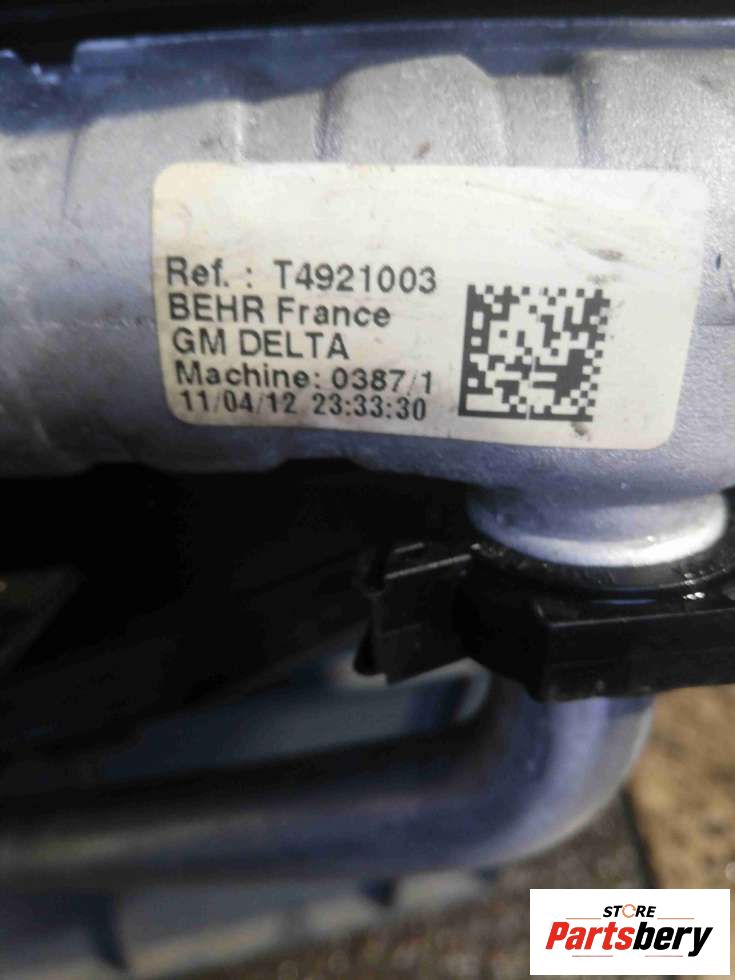 Ref. : T4921003
BEHR France
GM DELTA
Machine: 0387/1
11/04/12 23:33:30
STORE
Partsbery